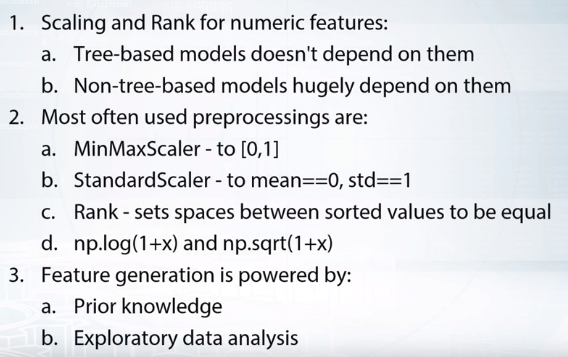 1. Scaling and Rank for numeric features:
a. Tree-based models doesn't depend on them
b. Non-tree-based models hugely depend on them
2. Most often used preprocessings are:
a. MinMaxScaler - to [0,1]
b. StandardScaler - to mean==0, std==1
c. Rank - sets spaces between sorted values to be equal
d. np.log(1+x) and np.sqrt(1+x)
3. Feature generation is powered by:
a. Prior knowledge
b. Exploratory data analysis